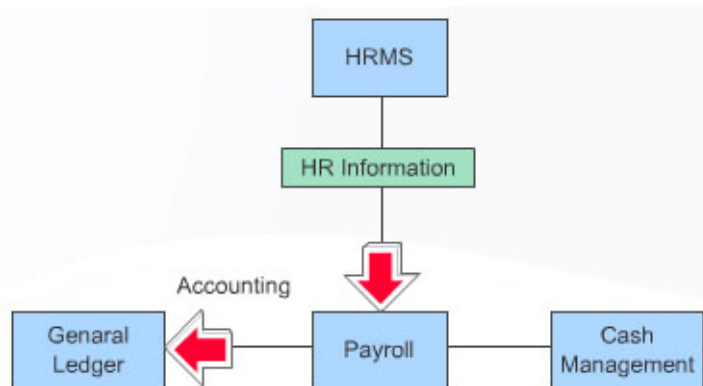 HRMS
HR Information
Accounting
Genaral
Ledger
Payroll
Cash
Management